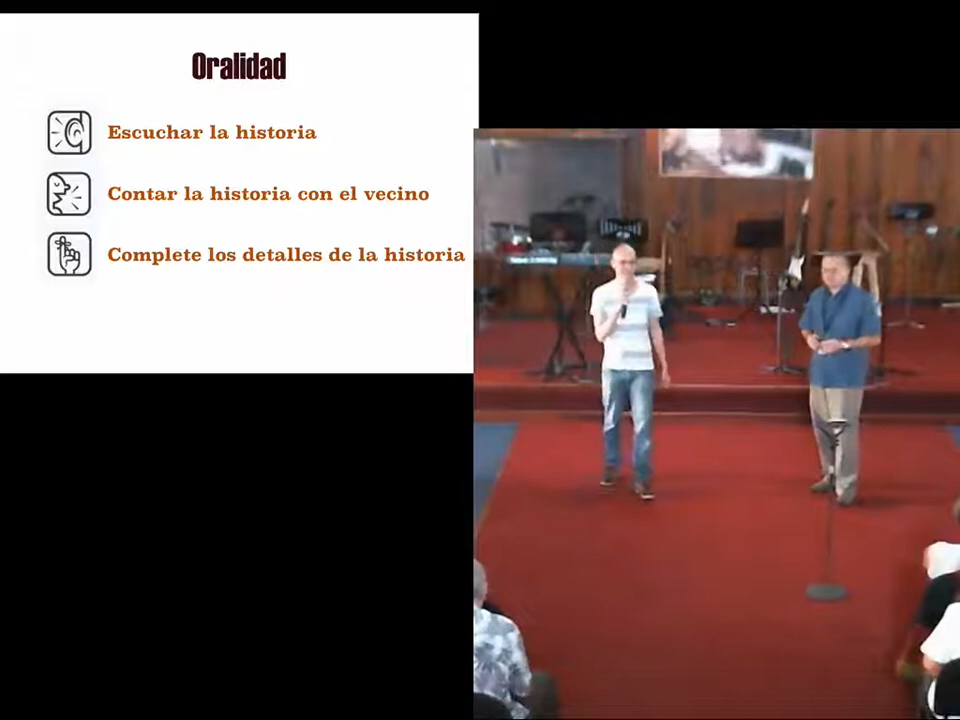 Oralidad
Escuchar la historia
Contar la historia con el vecino
Complete los detalles de la historia